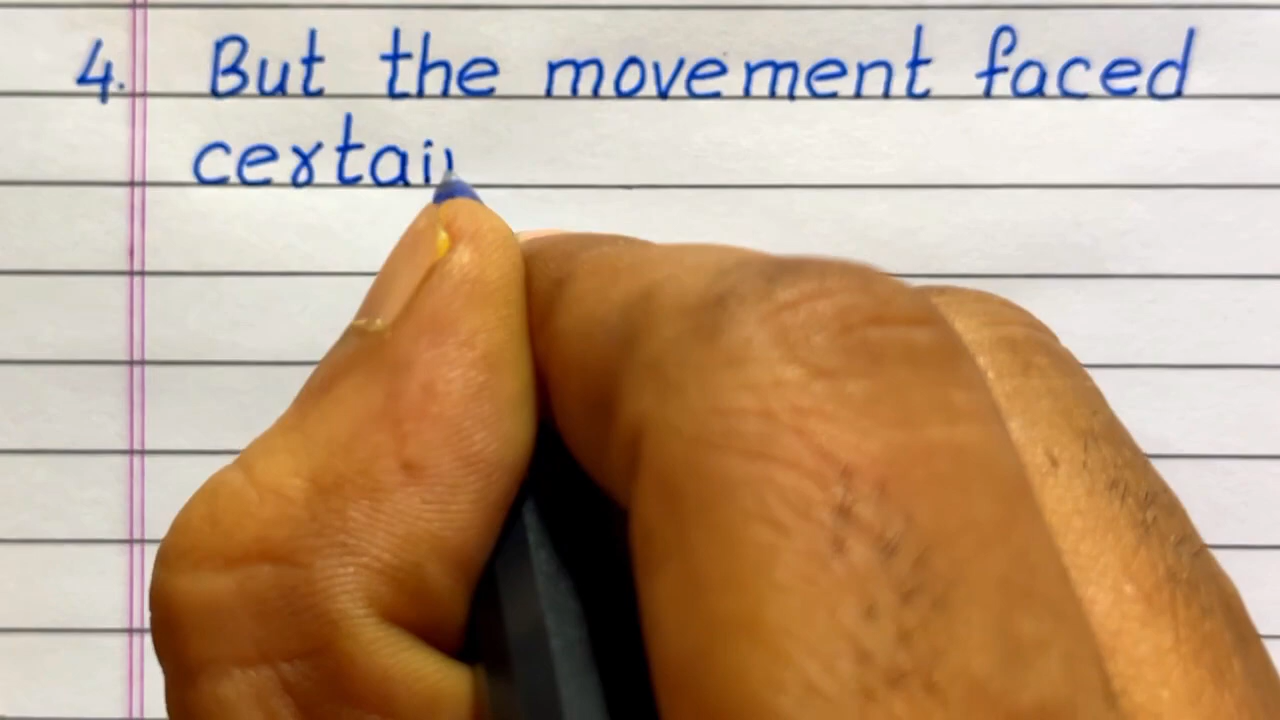 4. But the movement faced
certai